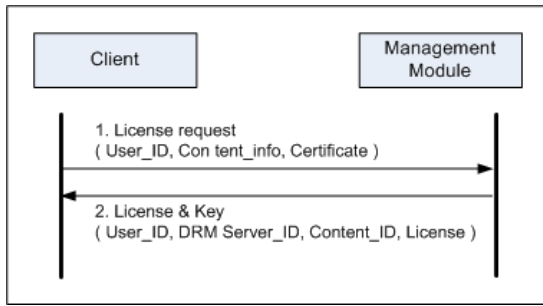 Client
Management
Module
1. License request
( User_ID, Con tent_info, Certificate )
2. License & Key
( User_ID, DRM Server_ID, Content_ID, License )